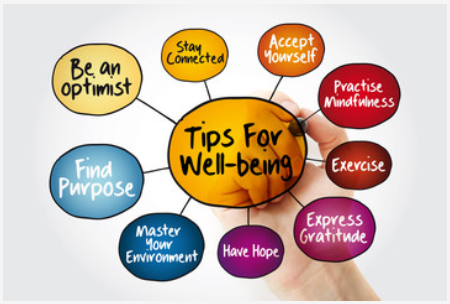 Tips For
Well-being
Be an
optimist
Stay
Connected
Accept
Yourself
Practise
Mindfulness
Exercise
Express
Gratitude
Have Hope
Master
Your
Environment
Find
Purpose